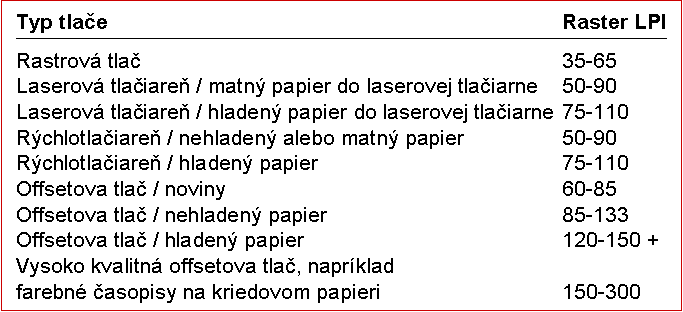 Typ tlače Raster LPI
Rastrová tlač 35-65
Laserová tlačiareň / matný papier do laserovej tlačiarne 50-90
Laserová tlačiareň / hladený papier do laserovej tlačiarne 75-110
Rýchlotlačiareň / nehladený alebo matný papier 50-90
Rýchlotlačiareň / hladený papier 75-110
Offsetova tlač / noviny 60-85
Offsetova tlač / nehladený papier 85-133
Offsetova tlač / hladený papier 120-150 +
Vysoko kvalitná offsetova tlač, napríklad
farebné časopisy na kriedovom papieri 150-300